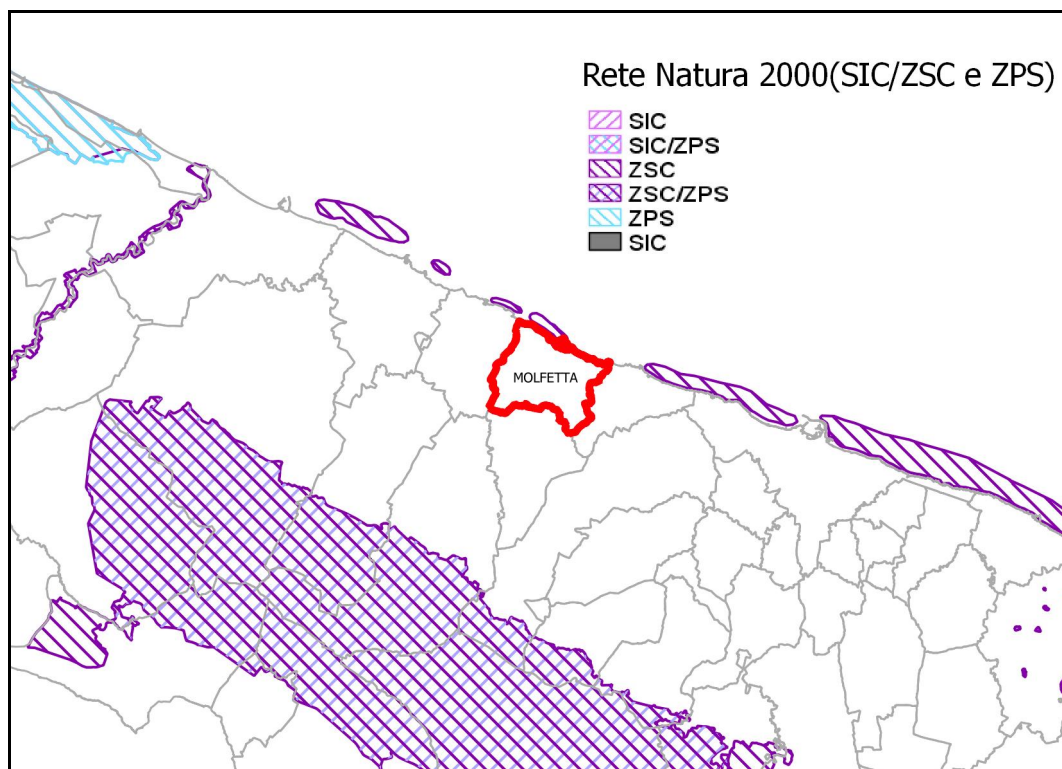 Rete Natura 2000(SIC/ZSC e ZPS)
SIC
SIC/ZPS
ZSC
ZSC/ZPS
ZPS
SIC
MOLFETTA